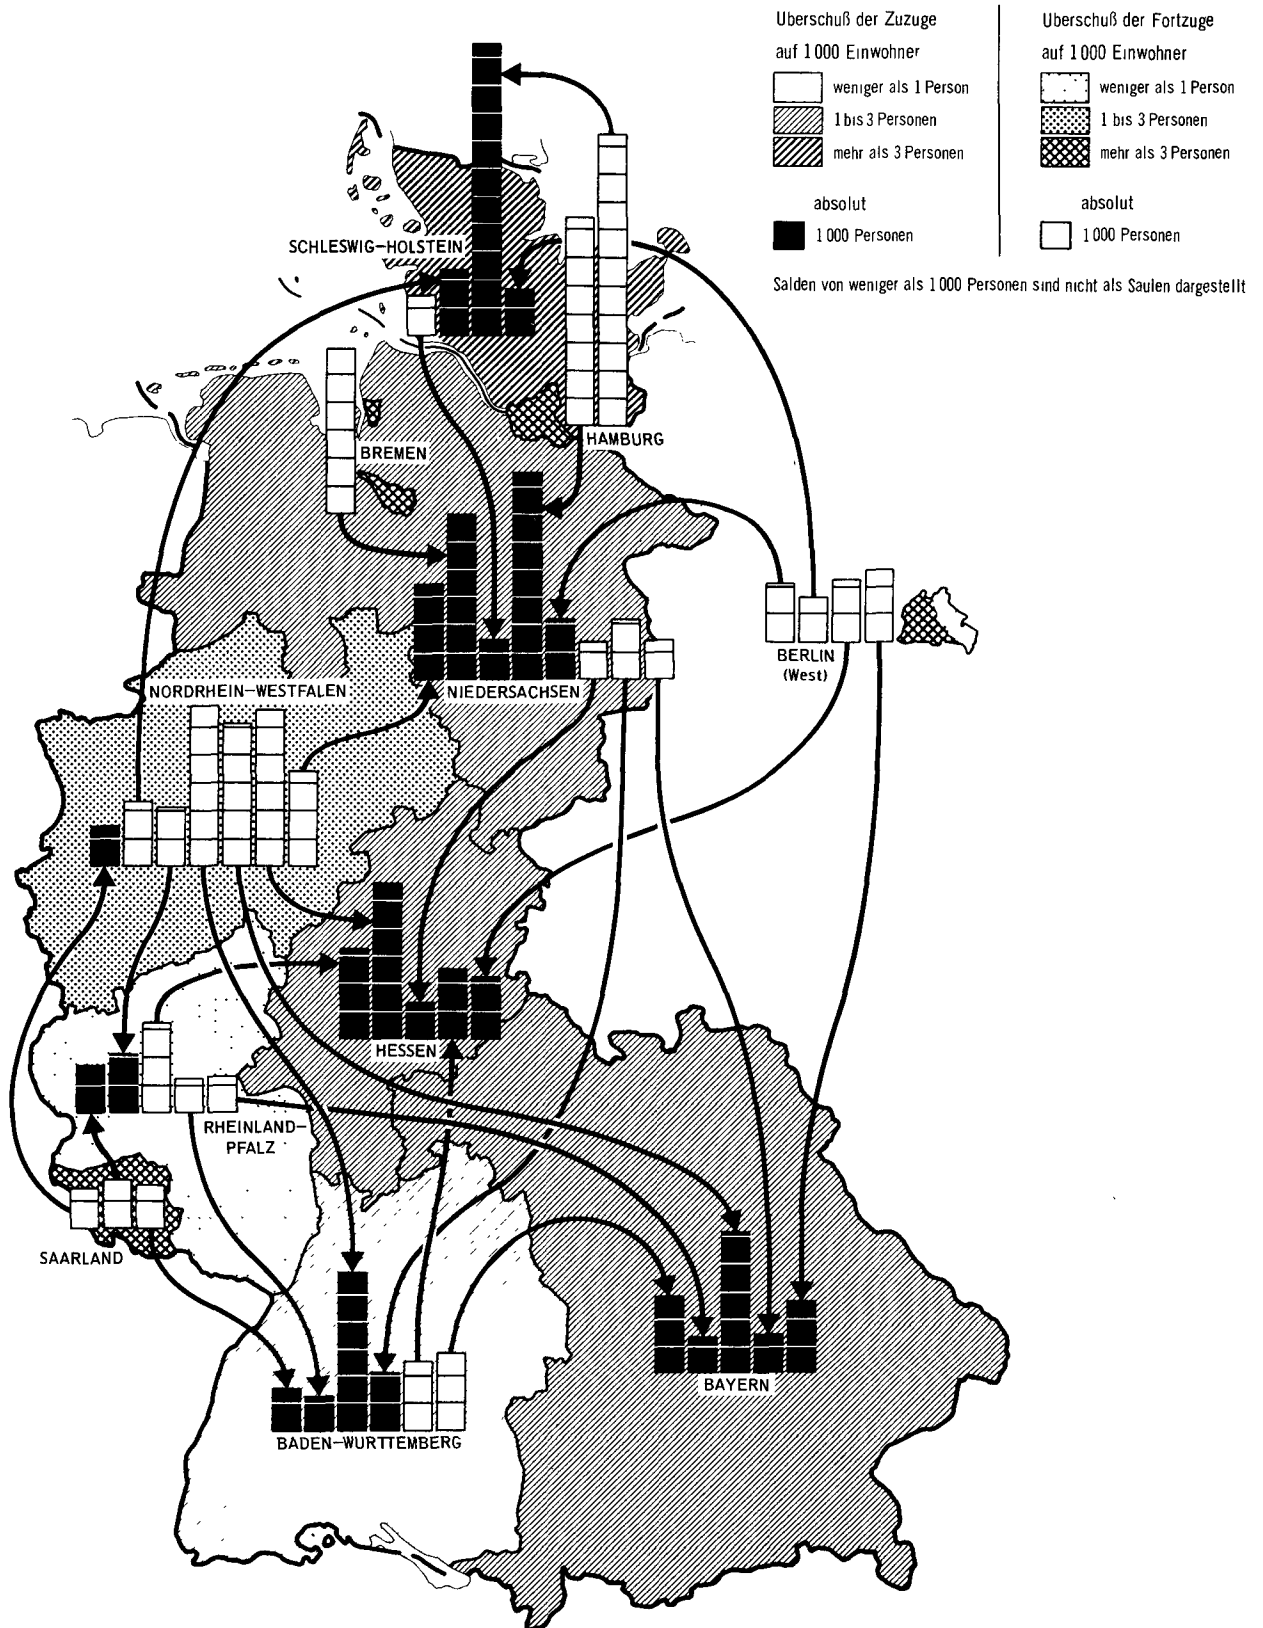 Uberschuß der Zuzuge
auf 1000 Einwohner
weniger als 1 Person
1 bis 3 Personen
mehr als 3 Personen
absolut
1000 Personen
Uberschuß der Fortzuge
auf 1000 Einwohner
weniger als 1 Person
1 bis 3 Personen
mehr als 3 Personen
absolut
1000 Personen
Salden von weniger als 1000 Personen sind nicht als Saulen dargestellt
SCHLESWIG-HOLSTEIN
HAMBURG
BREMEN
BERLIN
(West)
NORDRHEIN-WESTFALEN
NIEDERSACHSEN
HESSEN
RHEINLAND-
PFALZ
SAARLAND
BAYERN
BADEN-WURTTEMBERG